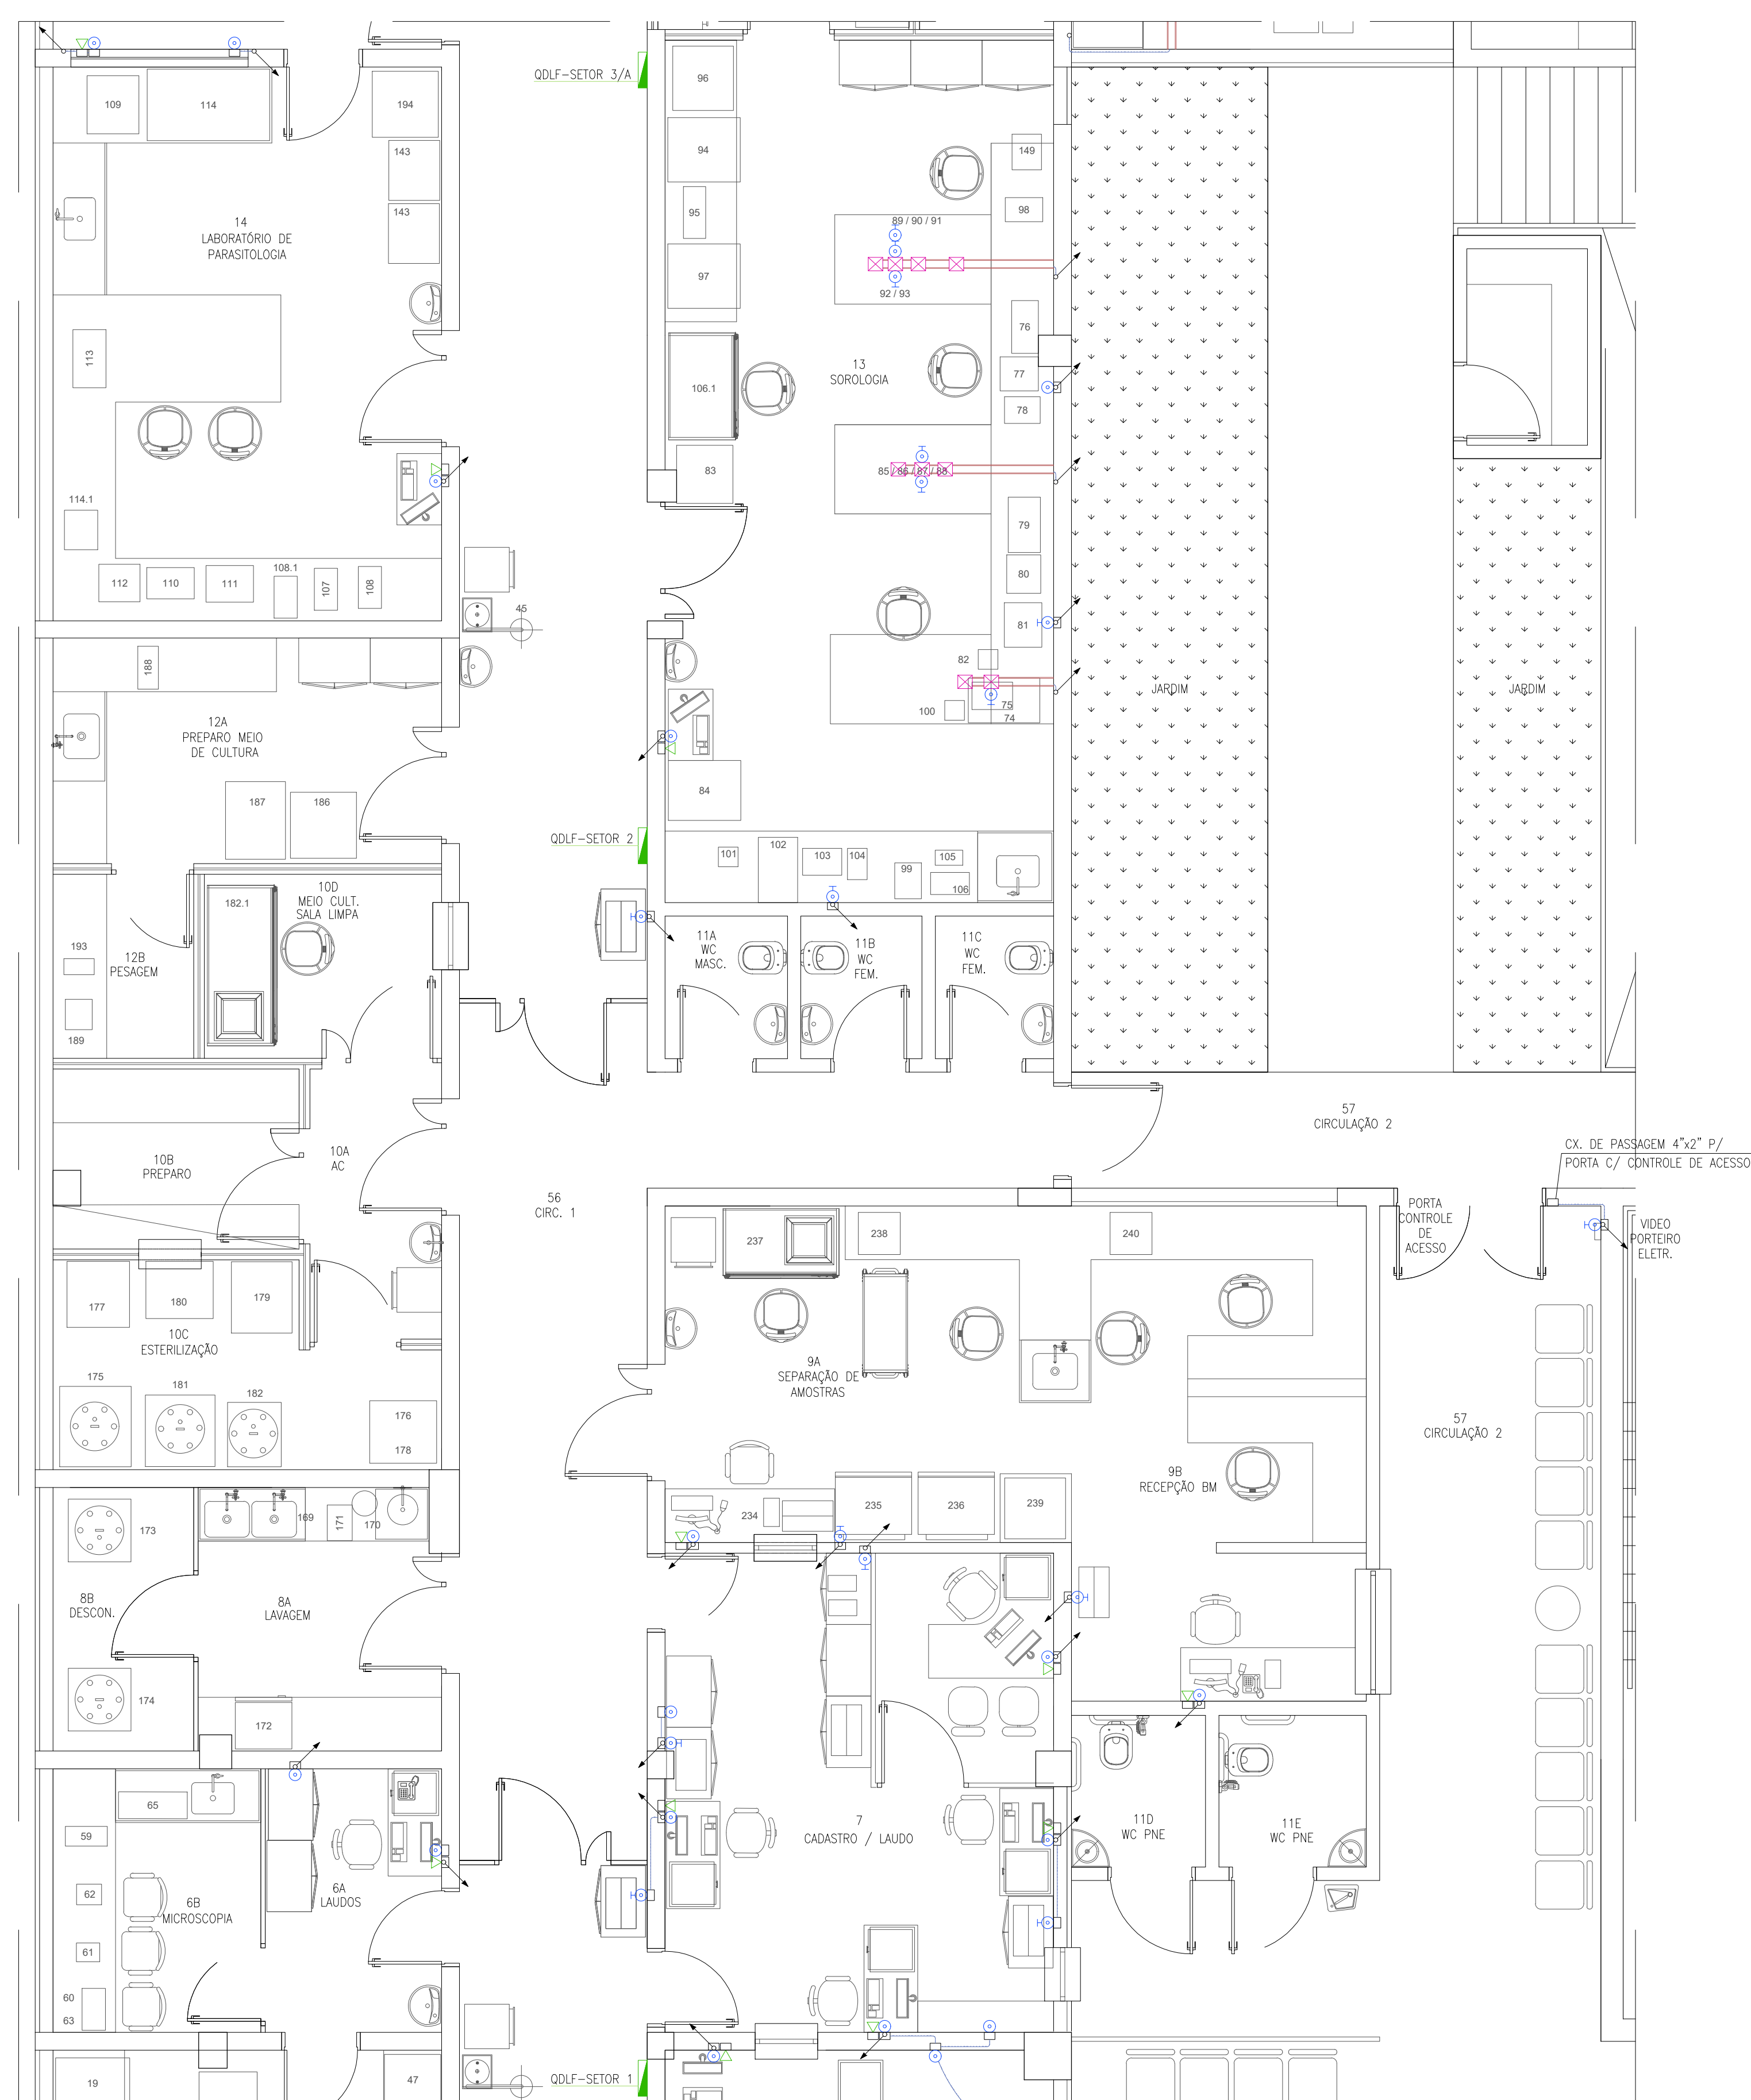 QDLF-SETOR 3/A
109
114
194
96
143
94
149
143
95
98
14
LABORATÓRIO DE
PARASITOLOGIA
89 / 90 / 91
97
92 / 93
76
113
13
SOROLOGIA
77
106.1
78
83
85 / 86 / 87 / 88
114.1
79
112
110
111
108.1
107
108
80
45
81
188
82
JARDIM
JARDIM
12A
PREPARO MEIO
DE CULTURA
100
75
74
187
186
84
QDLF-SETOR 2
101
102
103
104
99
105
106
10D
MEIO CULT.
SALA LIMPA
182.1
193
12B
PESAGEM
11A
WC
MASC.
11B
WC
FEM.
11C
WC
FEM.
189
57
CIRCULAÇÃO 2
CX. DE PASSAGEM 4"x2" P/
PORTA C/ CONTROLE DE ACESSO
10B
PREPARO
10A
AC
56
CIRC. 1
PORTA
CONTROLE
DE
ACESSO
VIDEO
PORTEIRO
ELETR.
237
238
240
177
180
179
10C
ESTERILIZAÇÃO
9A
SEPARAÇÃO DE
AMOSTRAS
175
181
182
176
178
57
CIRCULAÇÃO 2
9B
RECEPÇÃO BM
173
169
171
170
234
235
236
239
8B
DESCON.
8A
LAVAGEM
174
172
65
59
7
CADASTRO / LAUDO
11D
WC PNE
11E
WC PNE
62
6A
LAUDOS
6B
MICROSCOPIA
61
60
63
19
47
QDLF-SETOR 1